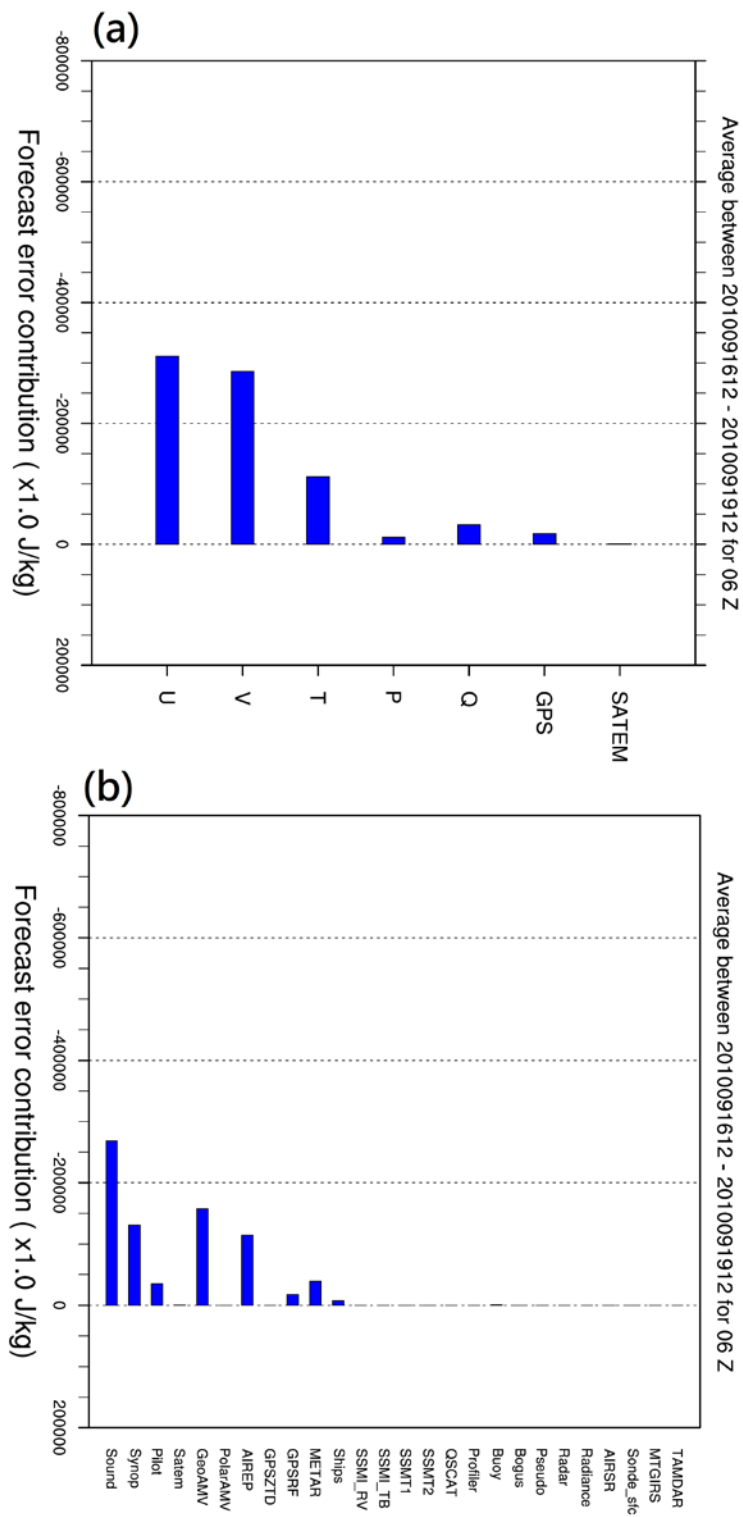 (a)
Average between 2010091612 - 2010091912 for 06 Z
-800000
-600000
-400000
-200000
0
200000
Forecast error contribution ( x1.0 J/kg)
U
V
T
P
Q
GPS
SATEM
(b)
Average between 2010091612 - 2010091912 for 06 Z
-800000
-600000
-400000
-200000
0
200000
Forecast error contribution ( x1.0 J/kg)
Sound
Synop
Pilot
Satem
GeoAMV
PolarAMV
AIREP
GPSZTD
GPSRF
METAR
Ships
SSMI_RV
SSMI_TB
SSMT1
SSMT2
QSCAT
Profiler
Buoy
Bogus
Pseudo
Radar
Radiance
AIRSR
Sonde_sfc
MTGIRS
TAMDAR